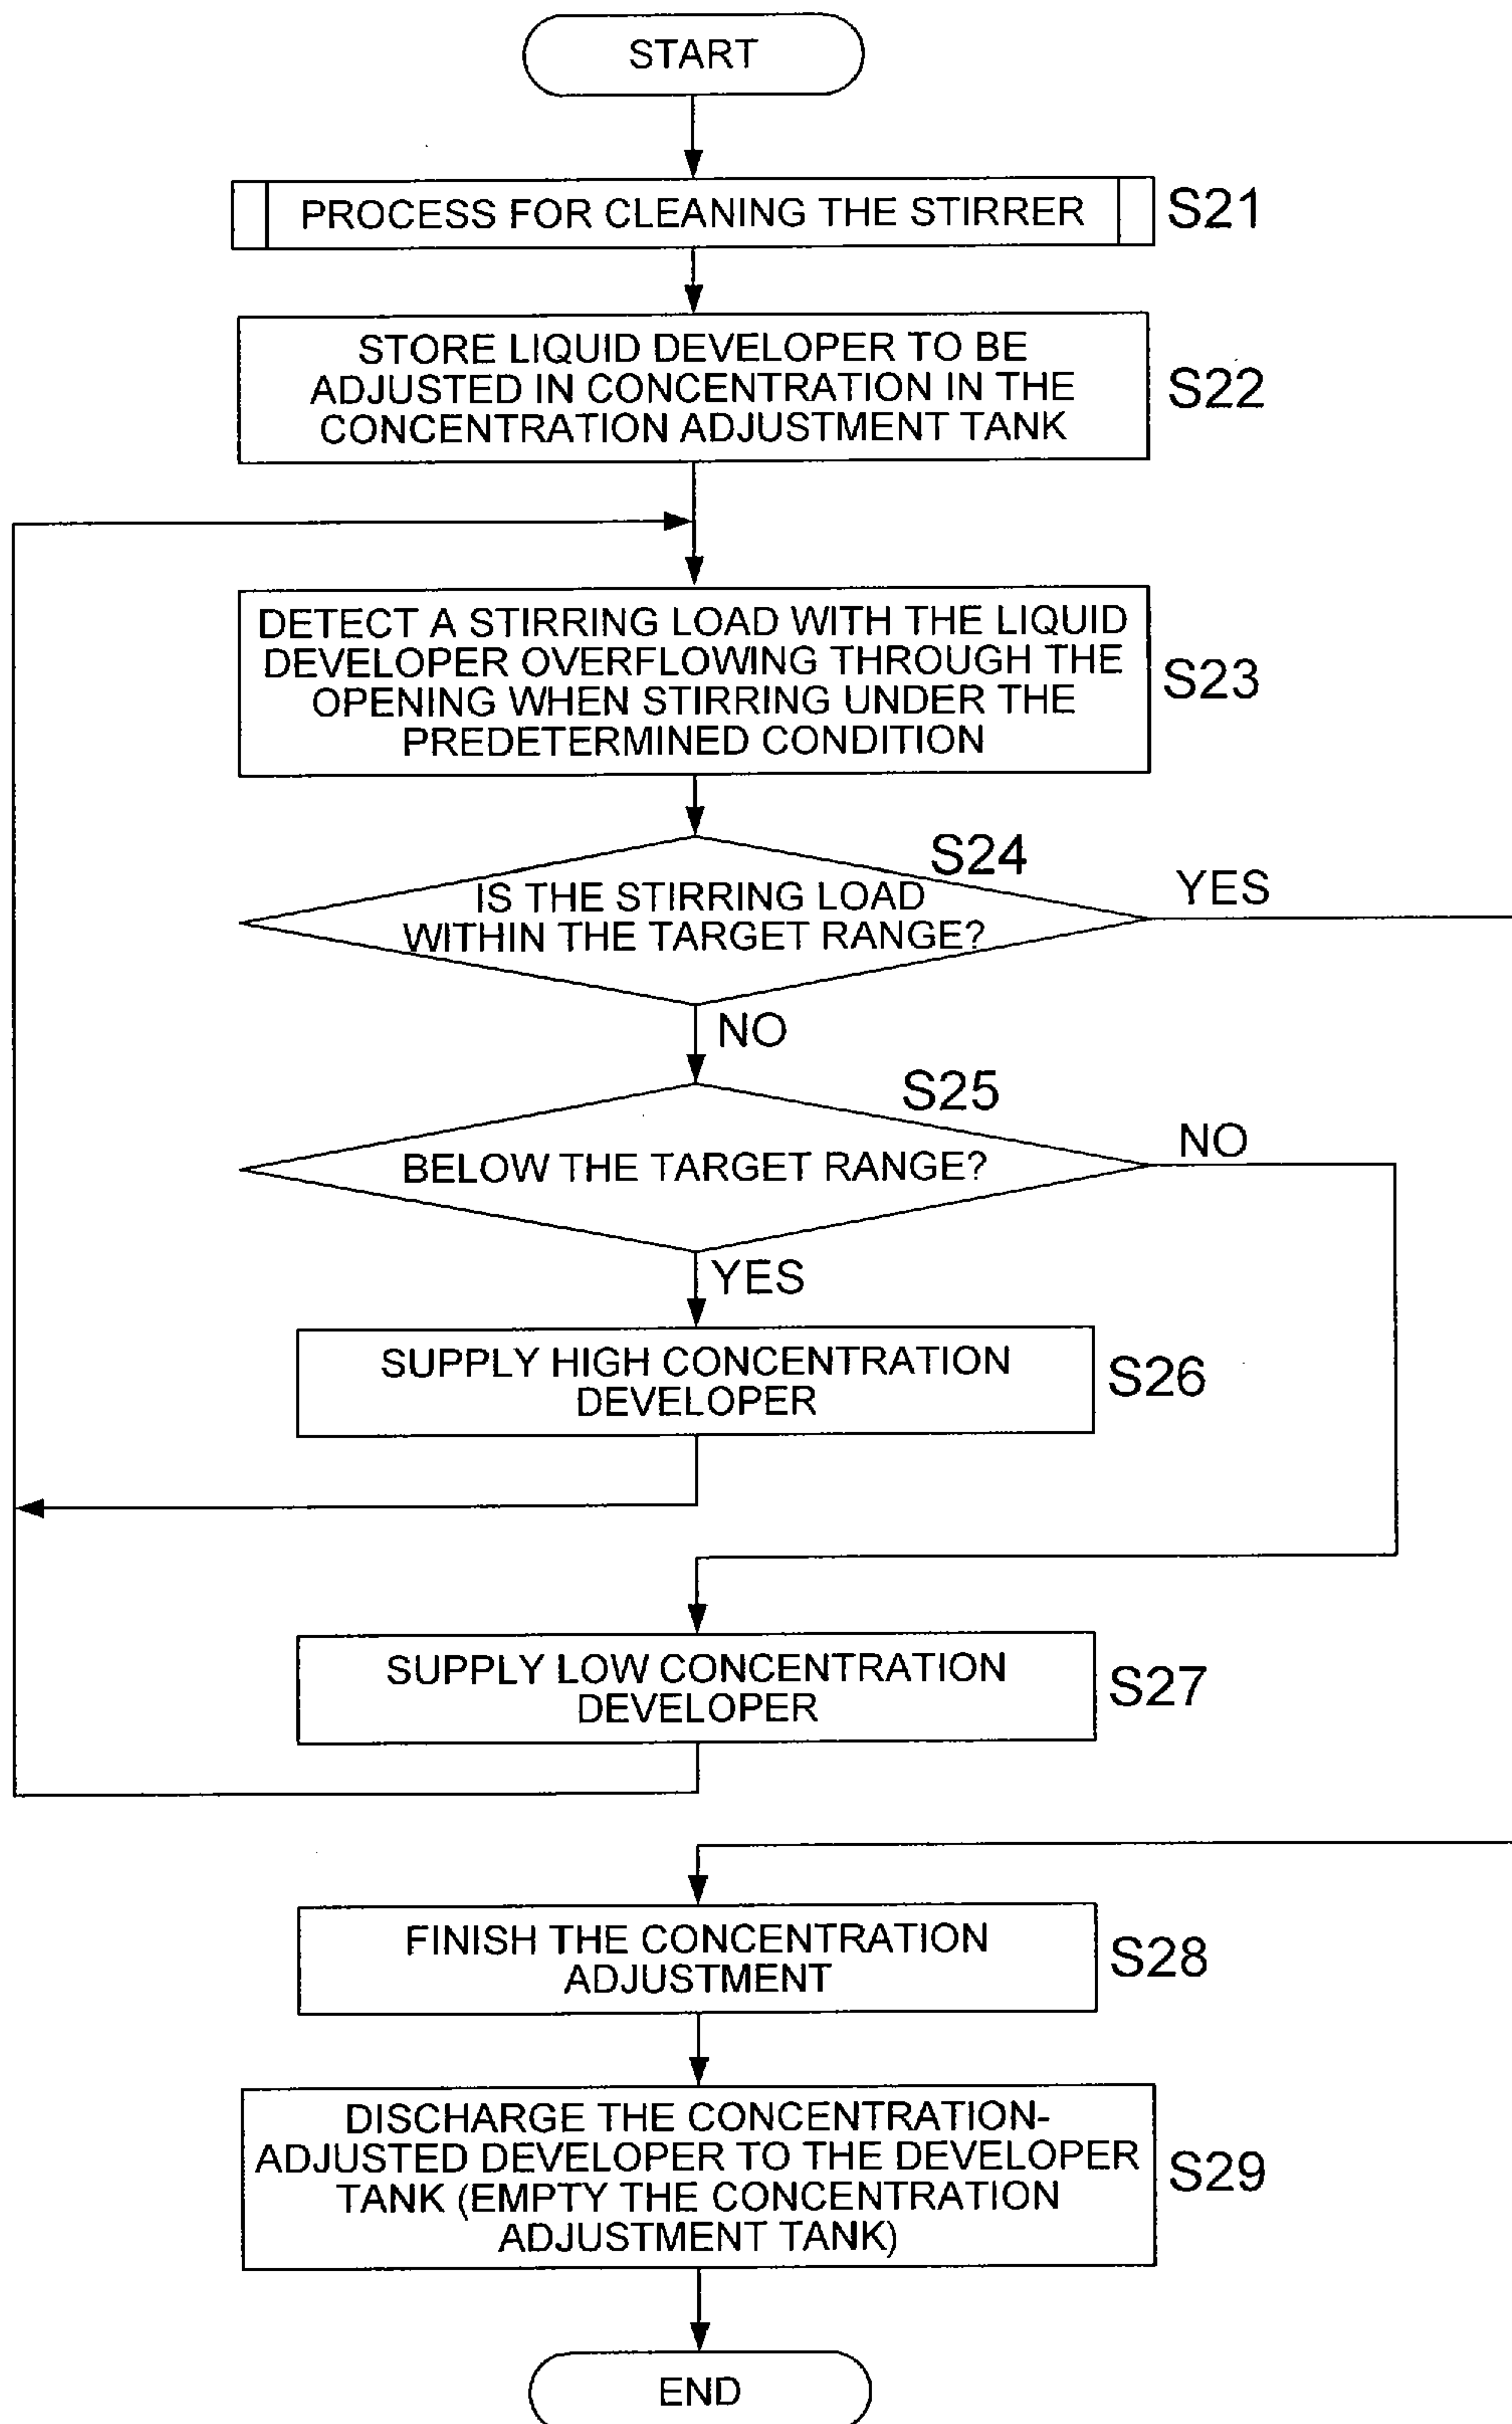 START
PROCESS FOR CLEANING THE STIRRER
S21
STORE LIQUID DEVELOPER TO BE
ADJUSTED IN CONCENTRATION IN THE
CONCENTRATION ADJUSTMENT TANK
S22
DETECT A STIRRING LOAD WITH THE LIQUID
DEVELOPER OVERFLOWING THROUGH THE
OPENING WHEN STIRRING UNDER THE
PREDETERMINED CONDITION
S23
S24
IS THE STIRRING LOAD
WITHIN THE TARGET RANGE?
YES
NO
S25
BELOW THE TARGET RANGE?
NO
YES
SUPPLY HIGH CONCENTRATION
DEVELOPER
S26
SUPPLY LOW CONCENTRATION
DEVELOPER
S27
FINISH THE CONCENTRATION
ADJUSTMENT
S28
DISCHARGE THE CONCENTRATION-
ADJUSTED DEVELOPER TO THE DEVELOPER
TANK (EMPTY THE CONCENTRATION
ADJUSTMENT TANK)
S29
END